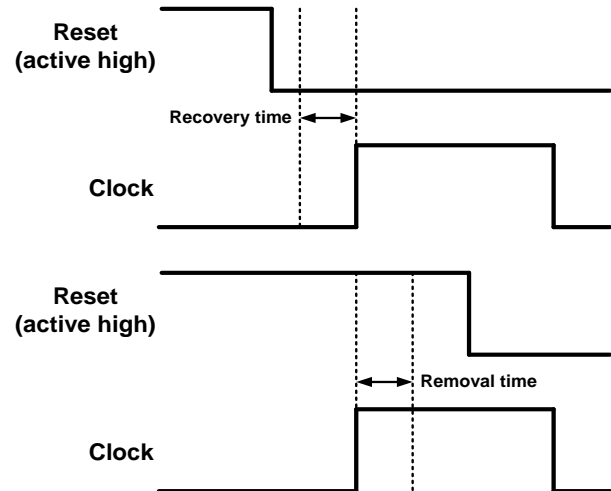 Reset
(active high)
Recovery time
Clock
Reset
(active high)
Removal time
Clock